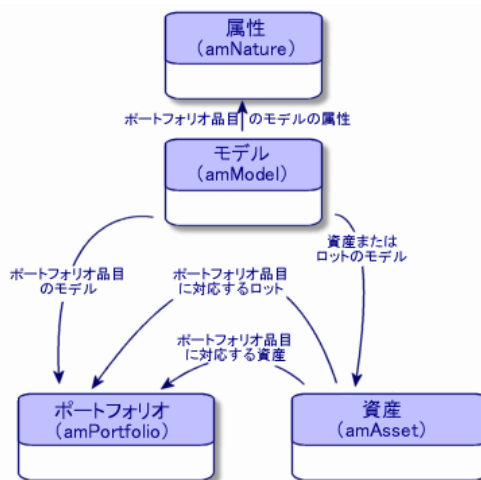 属性
(amNature)
ポートフォリオ品目 のモデルの属性
モデル
(amModel)
資産または
ロットのモデル
ポートフォリオ品目
のモデル
ポートフォリオ品目
に対応するロット
ポートフォリオ品目
に対応する資産
ポートフォリオ
(amPortfolio)
資産
(amAsset)